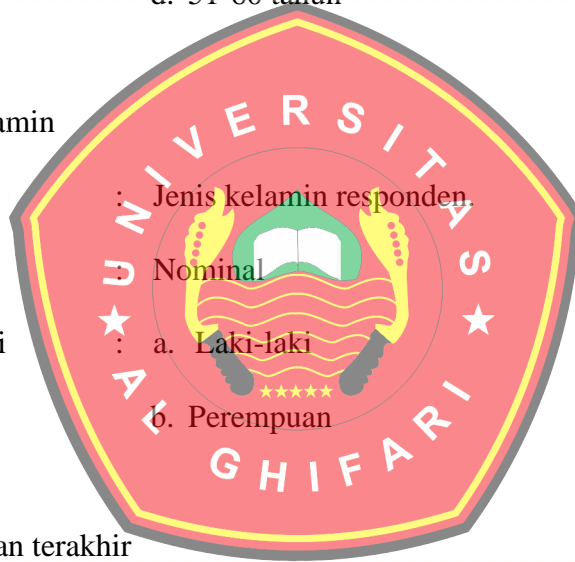 d. 51-60 tahun
amin
: Jenis kelamin responden.
: Nominal
i : a. Laki-laki
b. Perempuan
an terakhir
UNIVERSITAS
★ AL GHIFARI ★